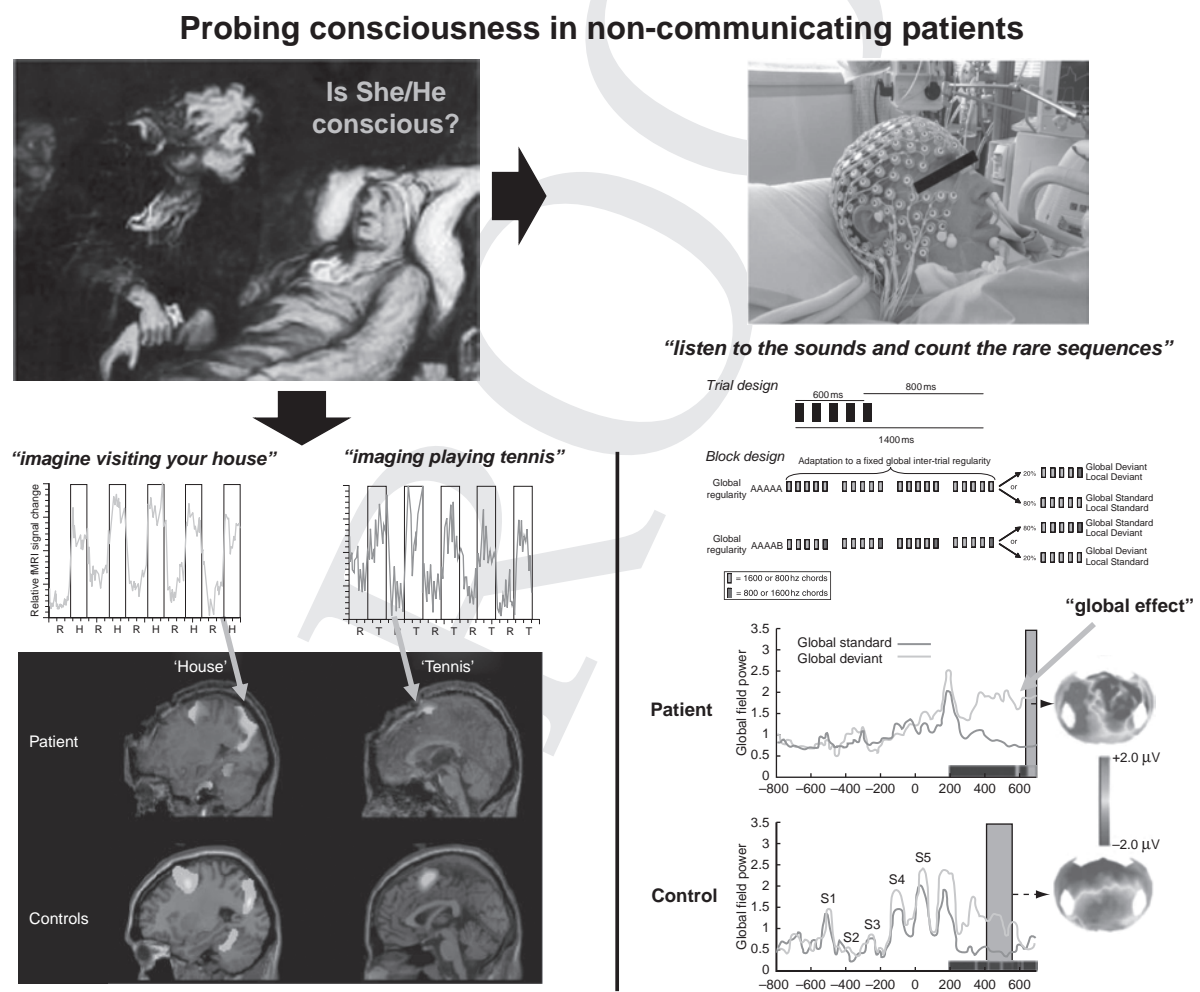 Probing consciousness in non-communicating patients
Is She/He
conscious?
"listen to the sounds and count the rare sequences"
Trial design
600 ms
800 ms
1400 ms
Block design
Adaptation to a fixed global inter-trial regularity
Global
regularity
AAAAA
20%
or
80%
Global Deviant
Local Deviant
Global Standard
Local Standard
Global
regularity
AAAAB
80%
or
20%
Global Standard
Local Deviant
Global Deviant
Local Standard
= 1600 or 800 hz chords
= 800 or 1600 hz chords
"imagine visiting your house"
"imaging playing tennis"
Relative fMRI signal change
R H R H R H R H R H
R T R T R T R T R T
'House'
'Tennis'
Patient
Controls
"global effect"
Patient
Global field power
3.5
3
2.5
2
1.5
1
0.5
0
Global standard
Global deviant
–800 –600 –400 –200 0 200 400 600
+2.0 µV
–2.0 µV
Control
Global field power
3.5
3
2.5
2
1.5
1
0.5
0
S1
S2
S3
S4
S5
–800 –600 –400 –200 0 200 400 600